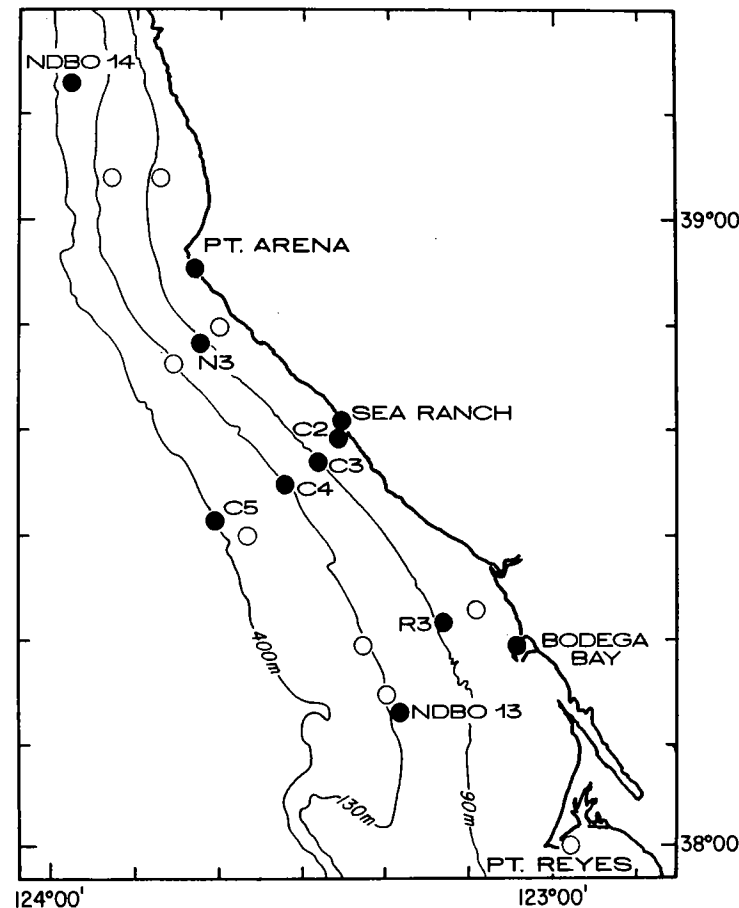 NDBO 14
39°00'
PT. ARENA
N3
SEA RANCH
C2
C3
C4
C5
R3
BODEGA
BAY
400m
NDBO 13
130m
90m
38°00'
PT. REYES
124°00'
123°00'